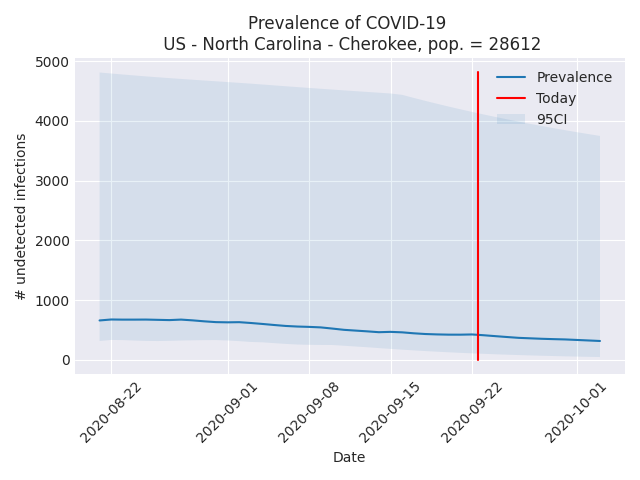 Prevalence of COVID-19
US - North Carolina - Cherokee, pop. = 28612
# undetected infections
5000
4000
3000
2000
1000
0
Prevalence
Today
95CI
2020-08-22
2020-09-01
2020-09-08
2020-09-15
2020-09-22
2020-10-01
Date